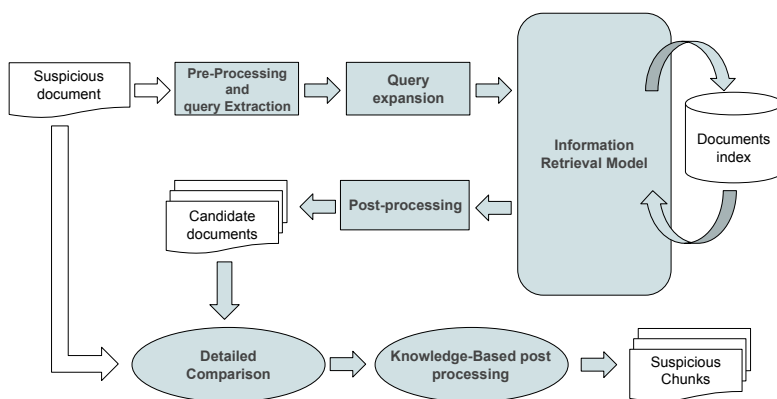 Suspicious
document
Pre-Processing
and
query Extraction
Query
expansion
Information
Retrieval Model
Documents
index
Post-processing
Candidate
documents
Detailed
Comparison
Knowledge-Based post
processing
Suspicious
Chunks